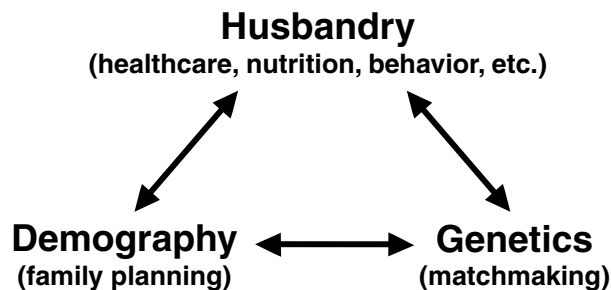 Husbandry
(healthcare, nutrition, behavior, etc.)
Demography
(family planning)
Genetics
(matchmaking)